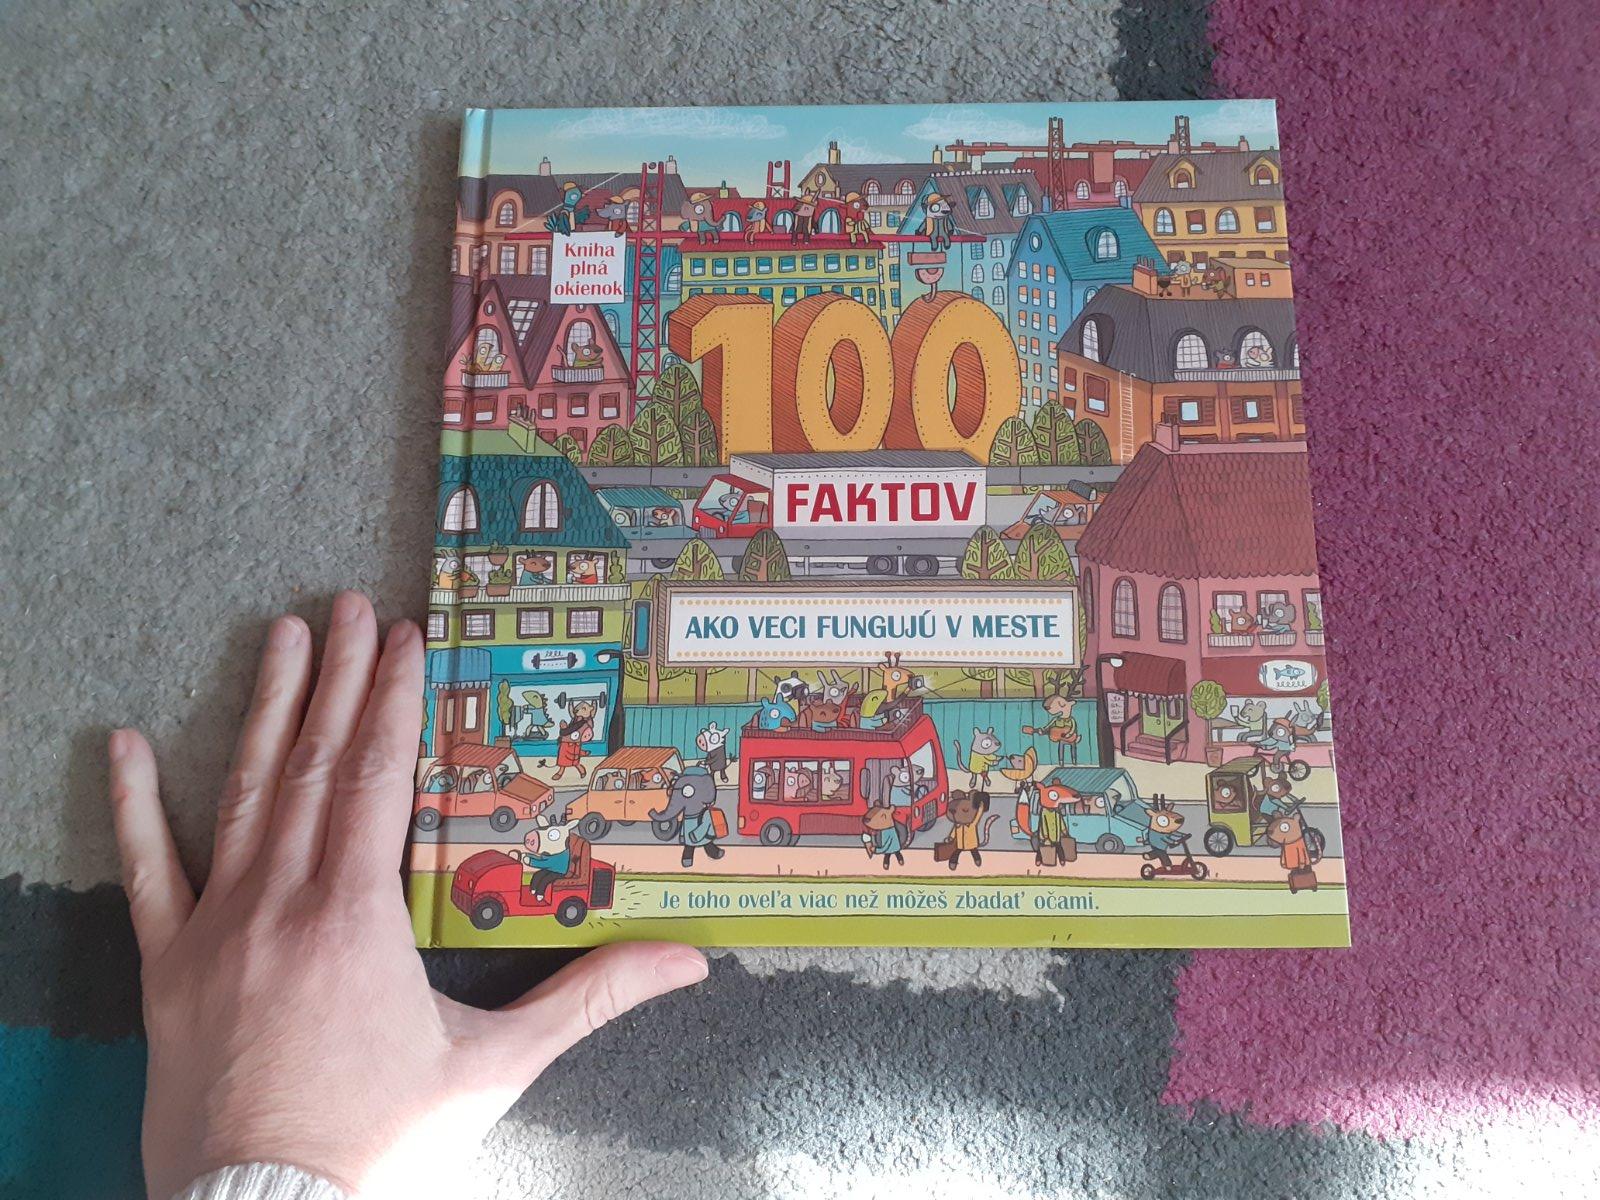 Kniha
plná
okienok
100
FAKTOV
AKO VECI FUNGUJÚ V MESTE
Je toho oveľa viac než môžeš zbadať očami.